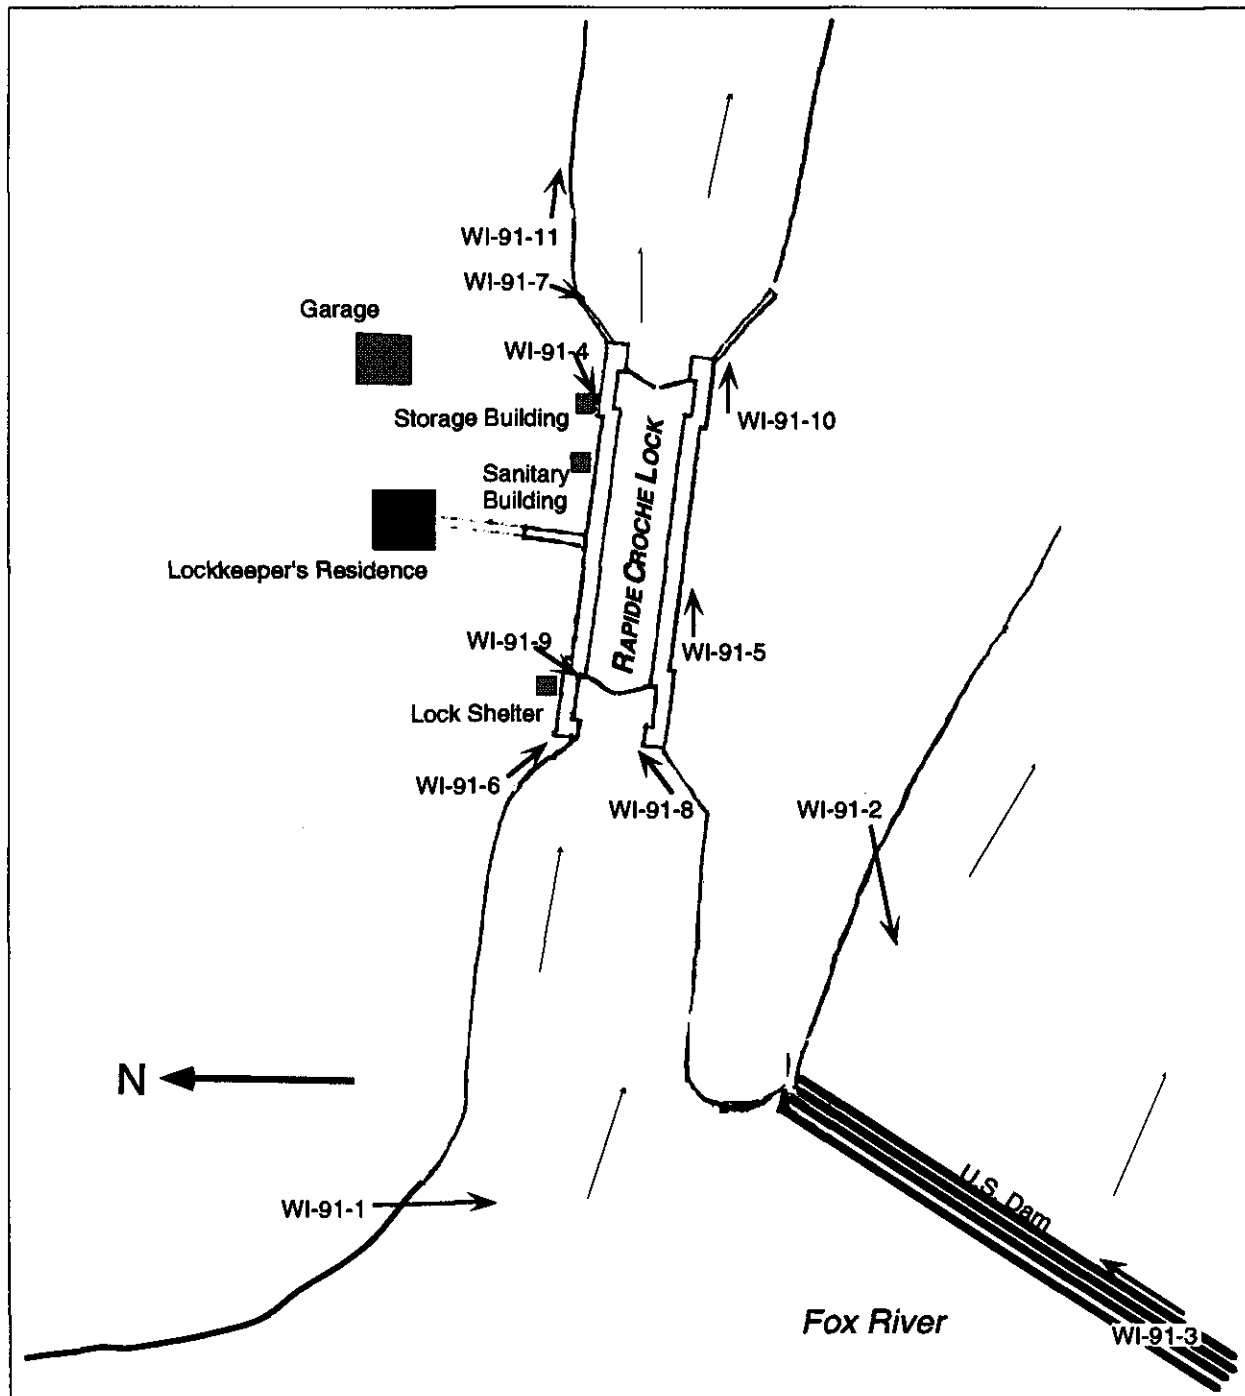 WI-91-11
WI-91-7
Garage
WI-91-4
Storage Building
WI-91-10
Sanitary
Building
RAPIDE CROCHE LOCK
Lockkeeper's Residence
WI-91-9
WI-91-5
Lock Shelter
WI-91-6
WI-91-8
WI-91-2
N
WI-91-1
U.S. Dam
Fox River
WI-91-3